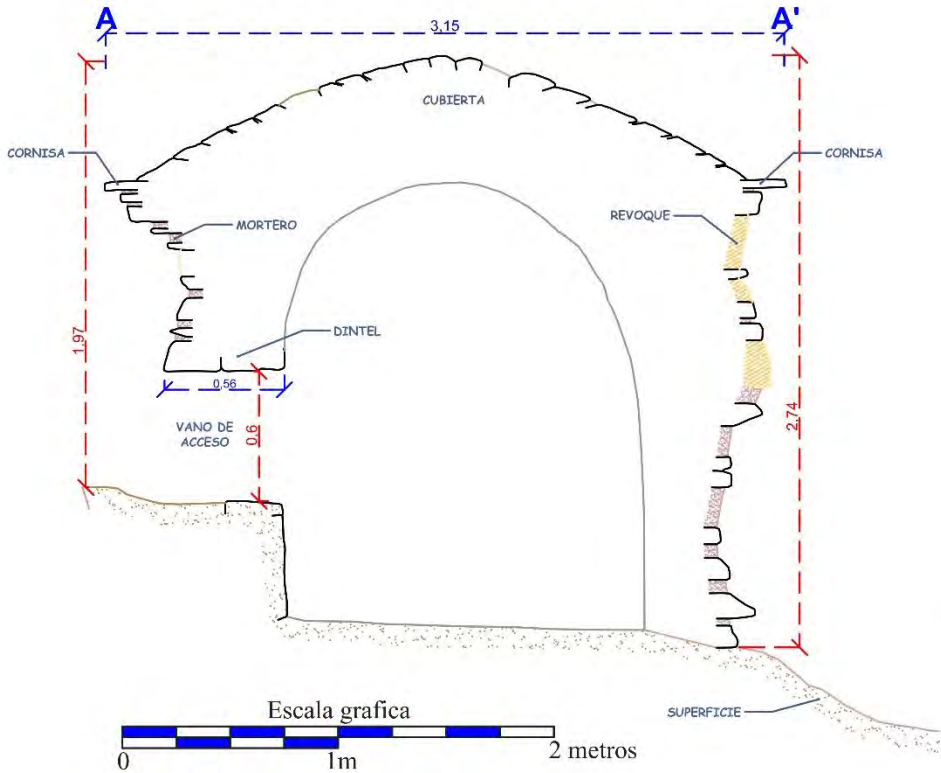 A
A'
3,15
CUBIERTA
CORNISA
CORNISA
REVOQUE
MORTERO
DINTEL
1,97
0,56
2,74
VANO DE
ACCESO
0.6
SUPERFICIE
Escala grafica
0
1m
2 metros